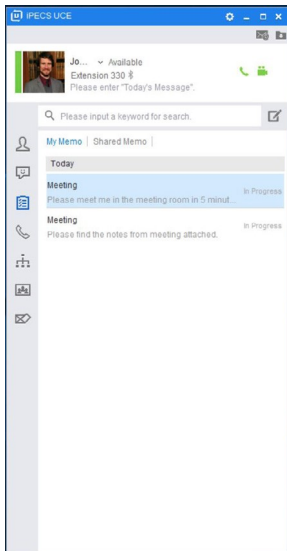 iPECS UCE
Jo... Available
Extension 330
Please enter "Today's Message".
Please input a keyword for search.
My Memo | Shared Memo |
Today
Meeting
In Progress
Please meet me in the meeting room in 5 minut...
Meeting
In Progress
Please find the notes from meeting attached.